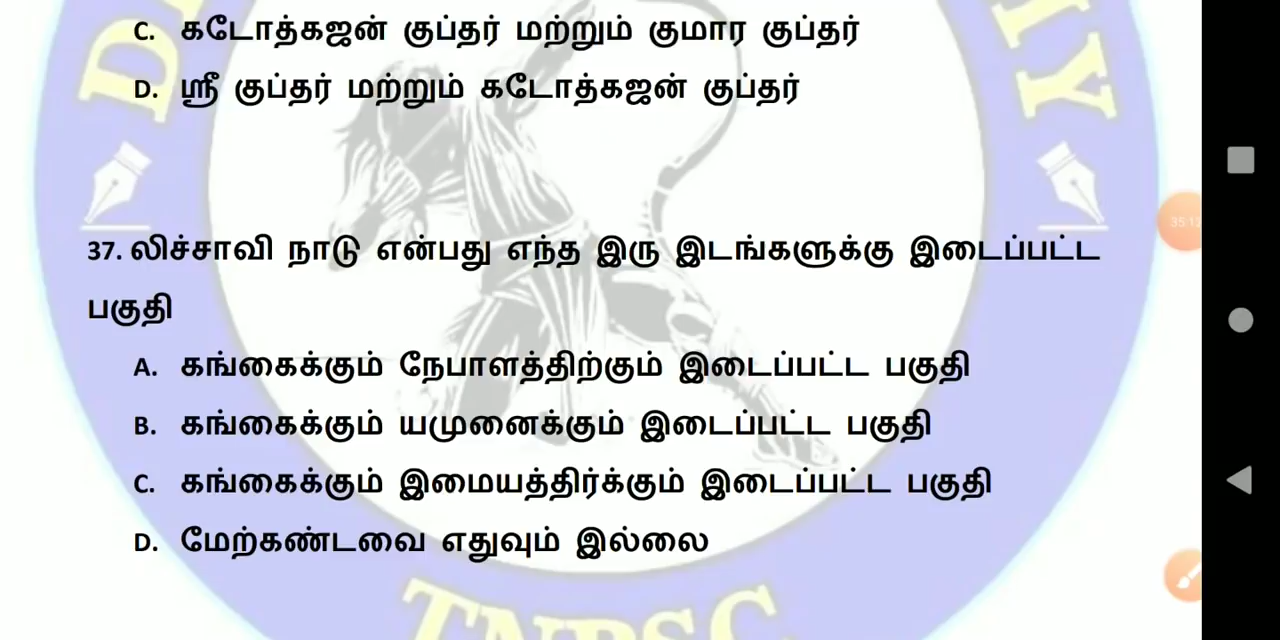 C. கடோத்கஜன் குப்தர் மற்றும் குமார குப்தர்
D. ஸ்ரீ குப்தர் மற்றும் கடோத்கஜன் குப்தர்
37. லிச்சாவி நாடு என்பது எந்த இரு இடங்களுக்கு இடைப்பட்ட
பகுதி
A. கங்கைக்கும் நேபாளத்திற்கும் இடைப்பட்ட பகுதி
B. கங்கைக்கும் யமுனைக்கும் இடைப்பட்ட பகுதி
C. கங்கைக்கும் இமையத்திர்க்கும் இடைப்பட்ட பகுதி
D. மேற்கண்டவை எதுவும் இல்லை
TNPSC